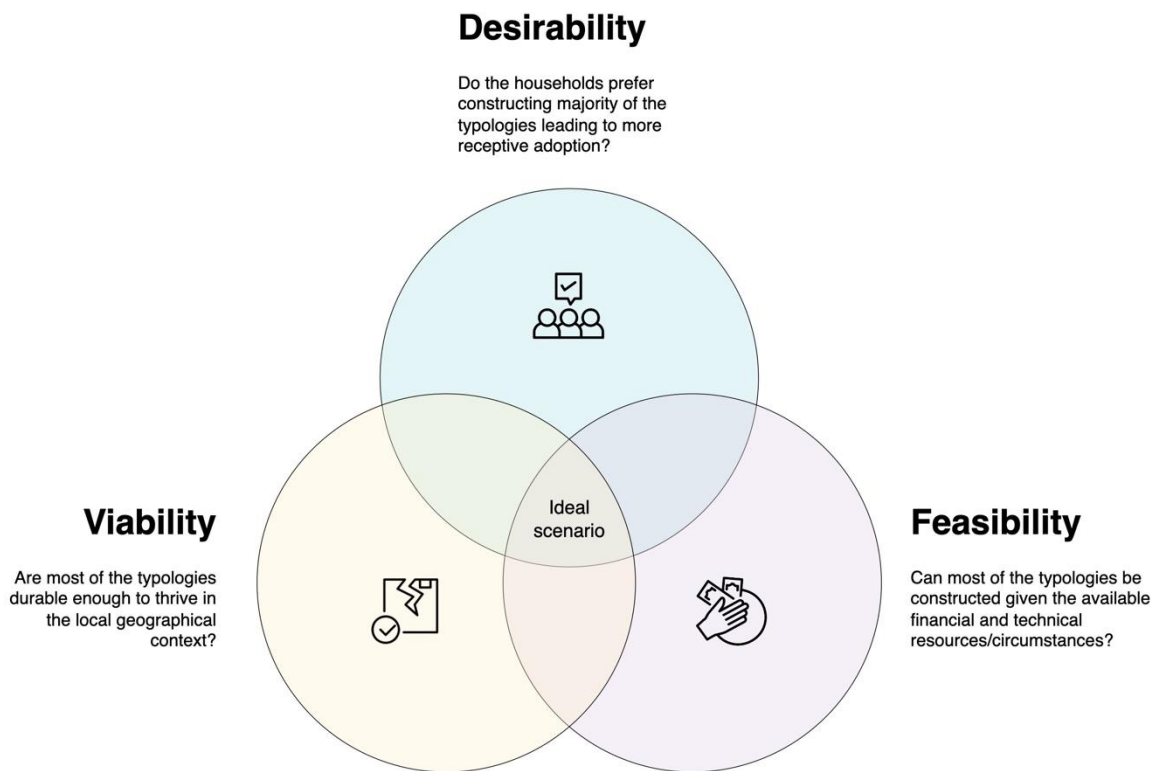 Desirability
Do the households prefer
constructing majority of the
typologies leading to more
receptive adoption?
Ideal
scenario
Viability
Are most of the typologies
durable enough to thrive in
the local geographical
context?
Feasibility
Can most of the typologies be
constructed given the available
financial and technical
resources/circumstances?